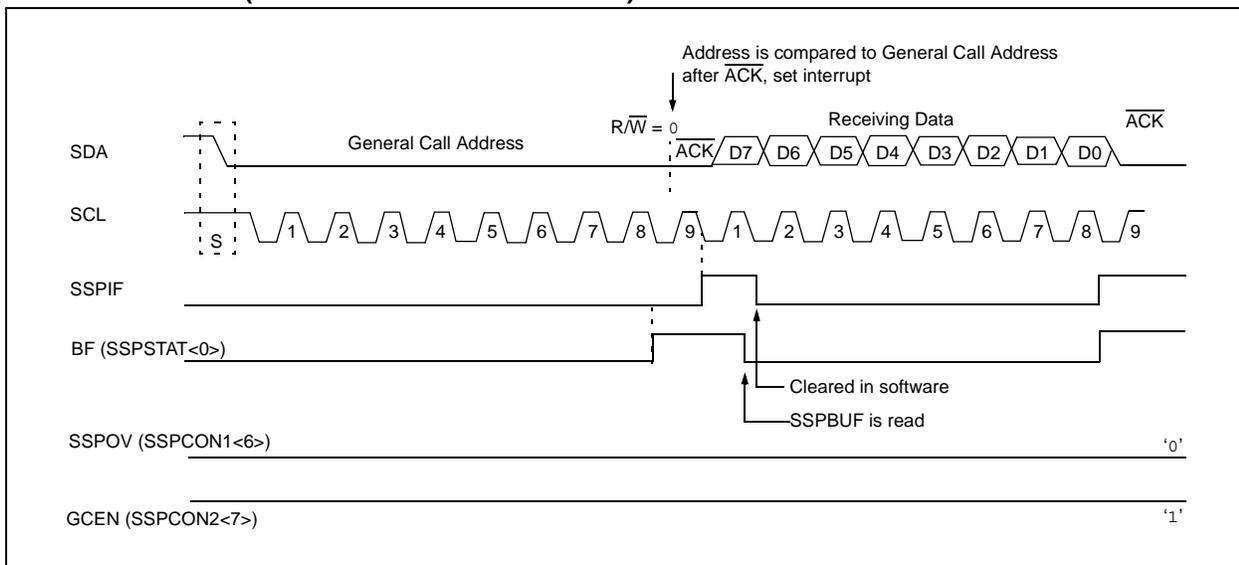 Address is compared to General Call Address
after ACK, set interrupt
R/W = 0
Receiving Data
ACK
SDA
General Call Address
ACK D7 D6 D5 D4 D3 D2 D1 D0
SCL
S
1 2 3 4 5 6 7 8 9 1 2 3 4 5 6 7 8 9
SSPIF
BF (SSPSTAT<0>)
Cleared in software
SSPBUF is read
SSPOV (SSPCON1<6>)
‘0’
GCEN (SSPCON2<7>)
‘1’